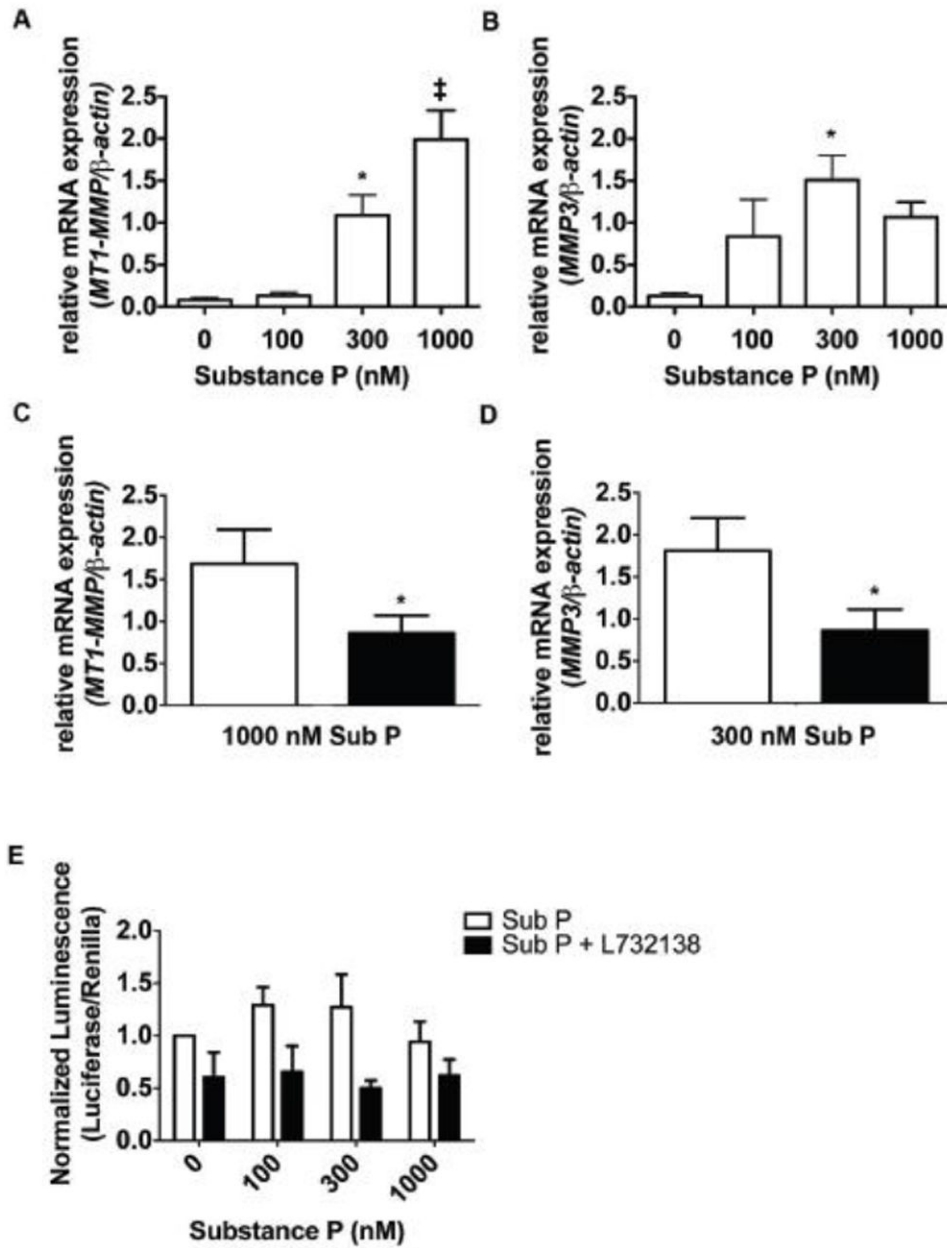 A
relative mRNA expression
(MT1-MMP/β-actin)
2.5
2.0
1.5
1.0
0.5
0.0
*
‡
0 100 300 1000
Substance P (nM)
B
relative mRNA expression
(MMP3/β-actin)
2.5
2.0
1.5
1.0
0.5
0.0
*
0 100 300 1000
Substance P (nM)
C
relative mRNA expression
(MT1-MMP/β-actin)
2.5
2.0
1.5
1.0
0.5
0.0
*
1000 nM Sub P
D
relative mRNA expression
(MMP3/β-actin)
2.5
2.0
1.5
1.0
0.5
0.0
*
300 nM Sub P
E
Normalized Luminescence
(Luciferase/Renilla)
2.0
1.5
1.0
0.5
0.0
0 100 300 1000
Substance P (nM)
Sub P
Sub P + L732138